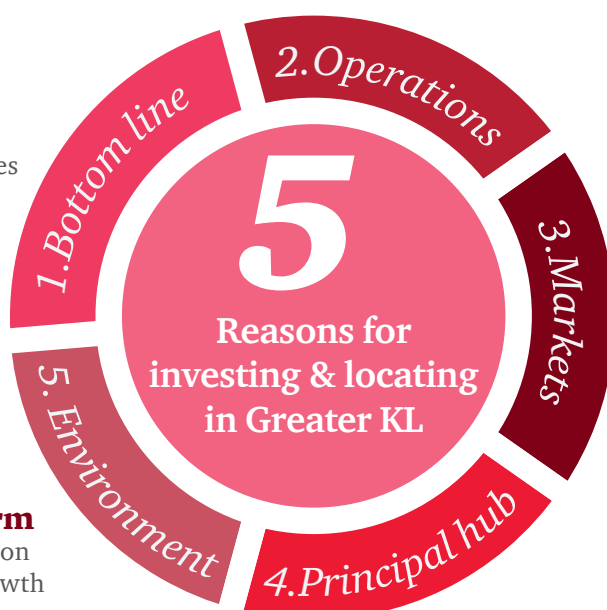 1.Bottom line
2.Operations
3.Markets
4.Principal hub
5. Environment
5
Reasons for
investing & locating
in Greater KL
on